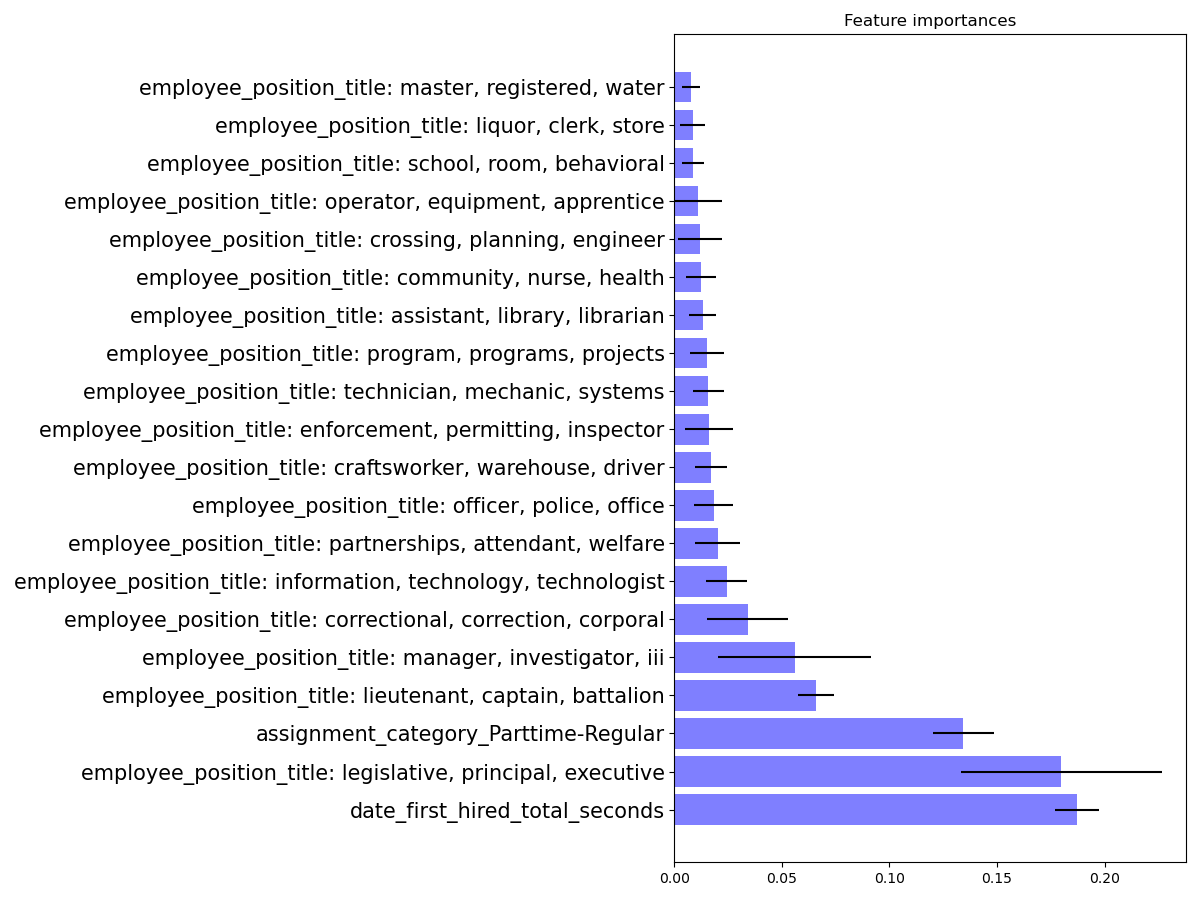 Feature importances
employee_position_title: master, registered, water
employee_position_title: liquor, clerk, store
employee_position_title: school, room, behavioral
employee_position_title: operator, equipment, apprentice
employee_position_title: crossing, planning, engineer
employee_position_title: community, nurse, health
employee_position_title: assistant, library, librarian
employee_position_title: program, programs, projects
employee_position_title: technician, mechanic, systems
employee_position_title: enforcement, permitting, inspector
employee_position_title: craftsworker, warehouse, driver
employee_position_title: officer, police, office
employee_position_title: partnerships, attendant, welfare
employee_position_title: information, technology, technologist
employee_position_title: correctional, correction, corporal
employee_position_title: manager, investigator, iii
employee_position_title: lieutenant, captain, battalion
assignment_category_Parttime-Regular
employee_position_title: legislative, principal, executive
date_first_hired_total_seconds
0.00 0.05 0.10 0.15 0.20